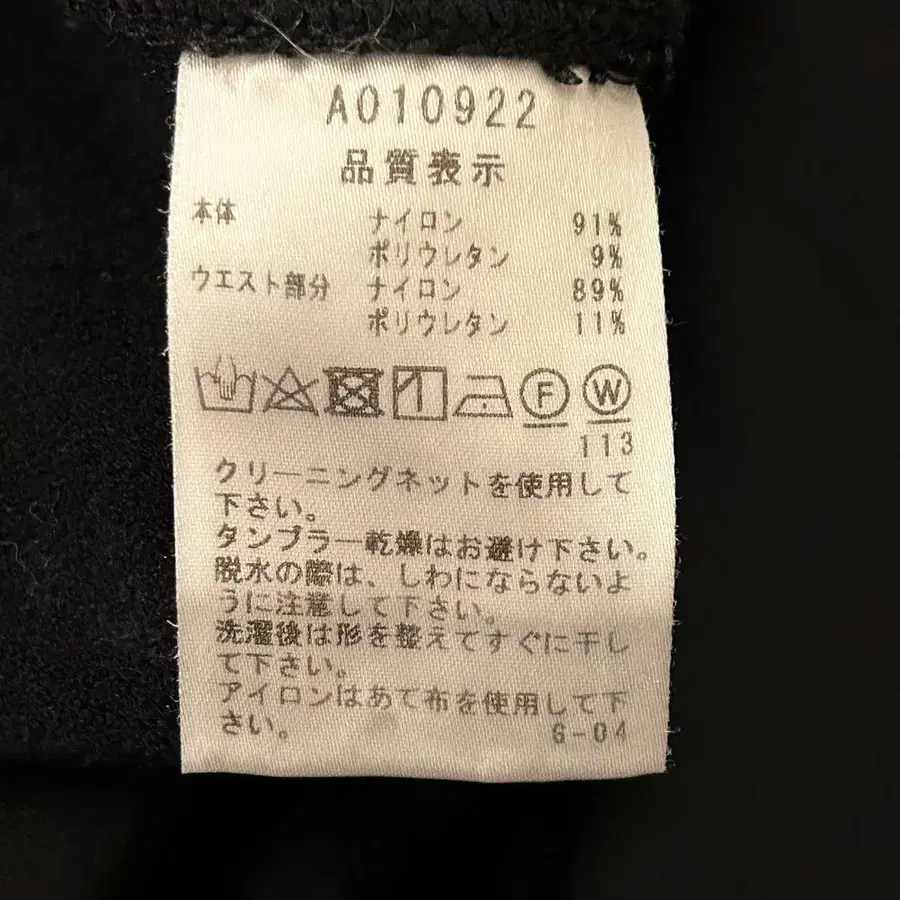 A010922
品質表示
本体 ナイロン 91%
ポリウレタン 9%
ウエスト部分 ナイロン 89%
ポリウレタン 11%
F W
113
クリーニングネットを使用して
下さい。
タンブラー乾燥はお避け下さい。
脱水の際は、しわにならないよ
うに注意して下さい。
洗濯後は形を整えてすぐに干し
て下さい。
アイロンはあて布を使用して下
さい。 G-04